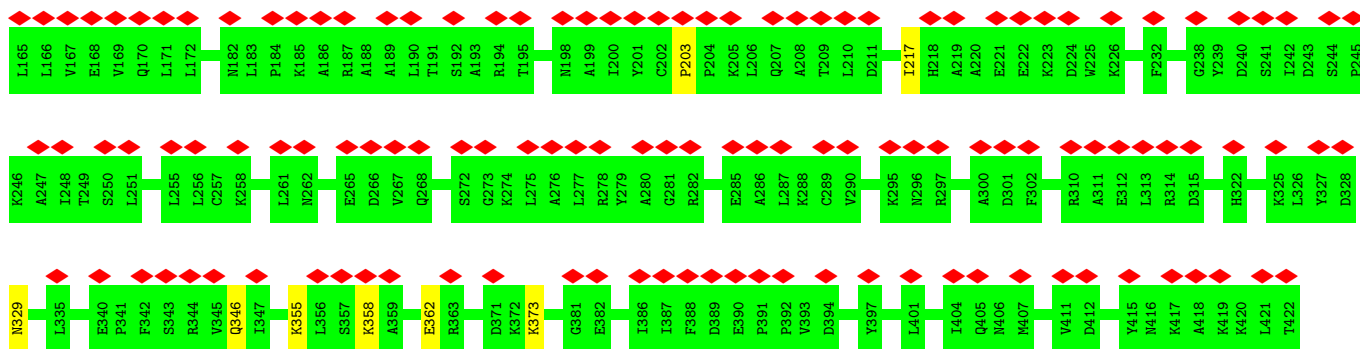 L165 L166 V167 E168 V169 Q170 L171 L172 N182 L183 P184 K185 A186 R187 A188 A189 L190 T191 S192 A193 R194 T195 N198 A199 I200 Y201 C202 P203 P204 K205 L206 Q207 A208 T209 L210 D211 I217 H218 A219 A220 E221 E222 K223 D224 W225 K226 F232 G238 Y239 D240 S241 I242 D243 S244 P245
K246 A247 I248 T249 S250 L251 L255 L256 C257 K258 L261 N262 E265 D266 V267 Q268 S272 G273 K274 L275 A276 L277 R278 Y279 A280 G281 R282 E285 A286 L287 K288 C289 V290 K295 N296 R297 A300 D301 F302 R310 A311 E312 L313 R314 D315 H322 K325 L326 Y327 D328
N329 L335 E340 P341 F342 S343 R344 V345 Q346 I347 K355 L356 S357 K358 A359 E362 R363 D371 K372 K373 G381 E382 I386 I387 F388 D389 E390 P391 P392 V393 D394 Y397 L401 I404 Q405 N406 M407 V411 D412 Y415 N416 K417 A418 K419 K420 L421 T422